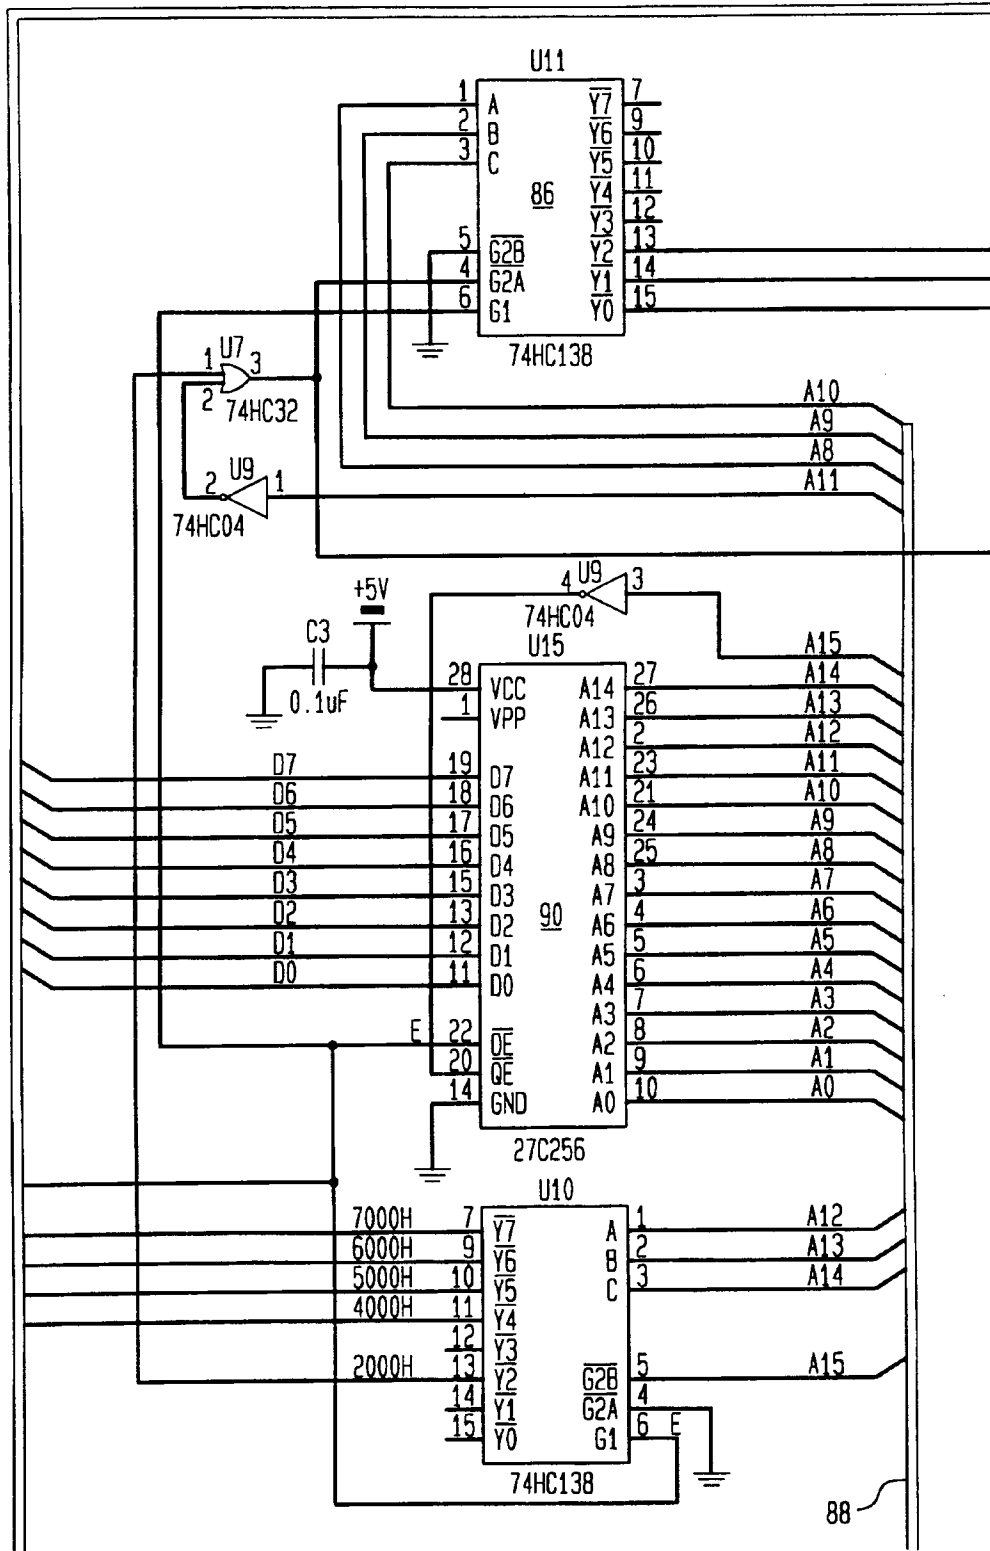 U11
1 A Y7 7
2 B Y6 9
3 C Y5 10
86 Y4 11
Y3 12
5 G2B Y2 13
4 G2A Y1 14
6 G1 Y0 15
74HC138
U7
1 3
2 74HC32
A10
A9
A8
U9
2 1 A11
74HC04
+5V
4 U9 3
74HC04
C3
0.1uF
U15
A15
28 VCC A14 27 A14
1 VPP A13 26 A13
A12 2 A12
D7 19 D7 A11 23 A11
D6 18 D6 A10 21 A10
D5 17 D5 A9 24 A9
D4 16 D4 A8 25 A8
D3 15 D3 A7 3 A7
D2 13 D2 90 A6 4 A6
D1 12 D1 A5 5 A5
D0 11 D0 A4 6 A4
A3 7 A3
E 22 OE A2 8 A2
20 QE A1 9 A1
14 GND A0 10 A0
27C256
U10
7000H 7 Y7 A 1 A12
6000H 9 Y6 B 2 A13
5000H 10 Y5 C 3 A14
4000H 11 Y4
12 Y3
2000H 13 Y2 G2B 5 A15
14 Y1 G2A 4
15 Y0 G1 6 E
74HC138
88